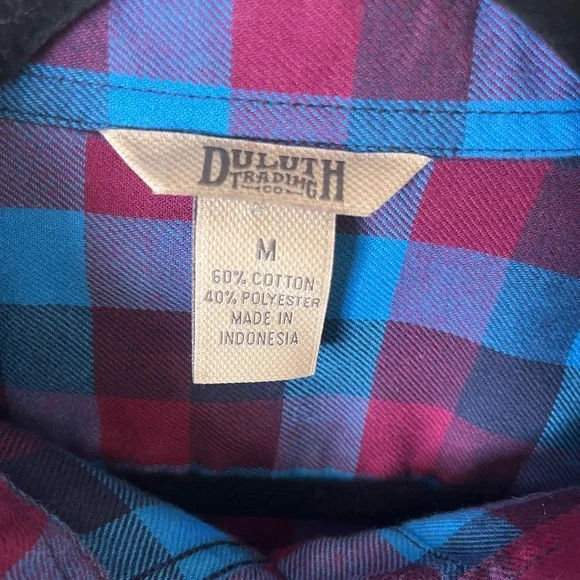 DULUTH
TRADING
CO
M
60% COTTON
40% POLYESTER
MADE IN
INDONESIA